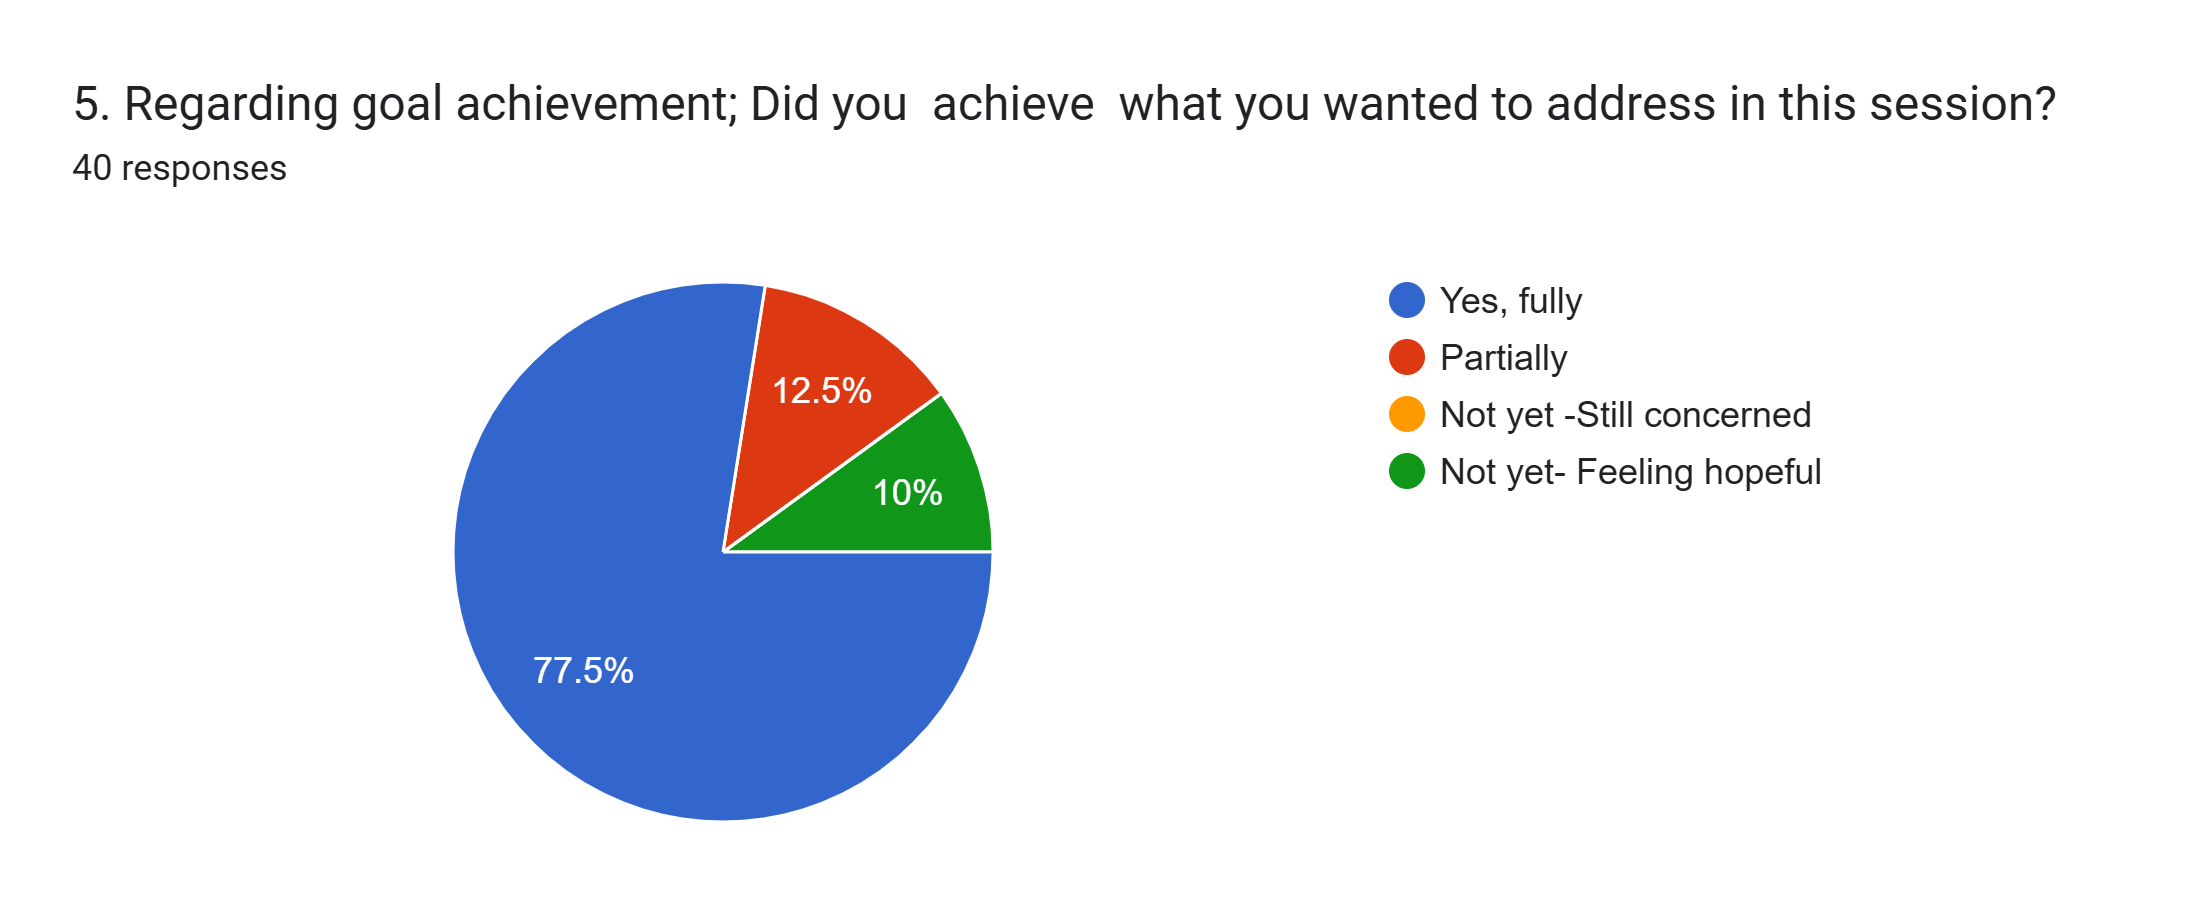 5. Regarding goal achievement; Did you  achieve  what you wanted to address in this session?
40 responses
12.5%
10%
77.5%
Yes, fully
Partially
Not yet -Still concerned
Not yet- Feeling hopeful